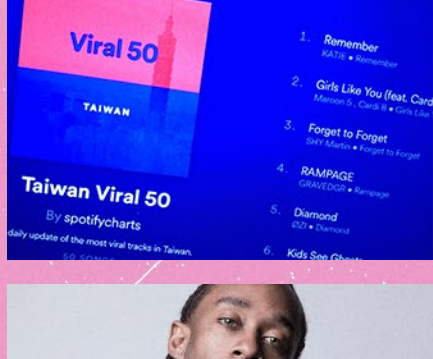 Viral 50
TAIWAN
Taiwan Viral 50
By spotifycharts
daily update of the most viral tracks in Taiwan.
50 SONGS
1. Remember
KATIE • Remember
2. Girls Like You (feat. Card
Maroon 5, Cardi B • Girls Like
3. Forget to Forget
SHY Martin • Forget to Forget
4. RAMPAGE
GRAVEDGR • Rampage
5. Diamond
ØZI • Diamond
6. Kids See Ghosts